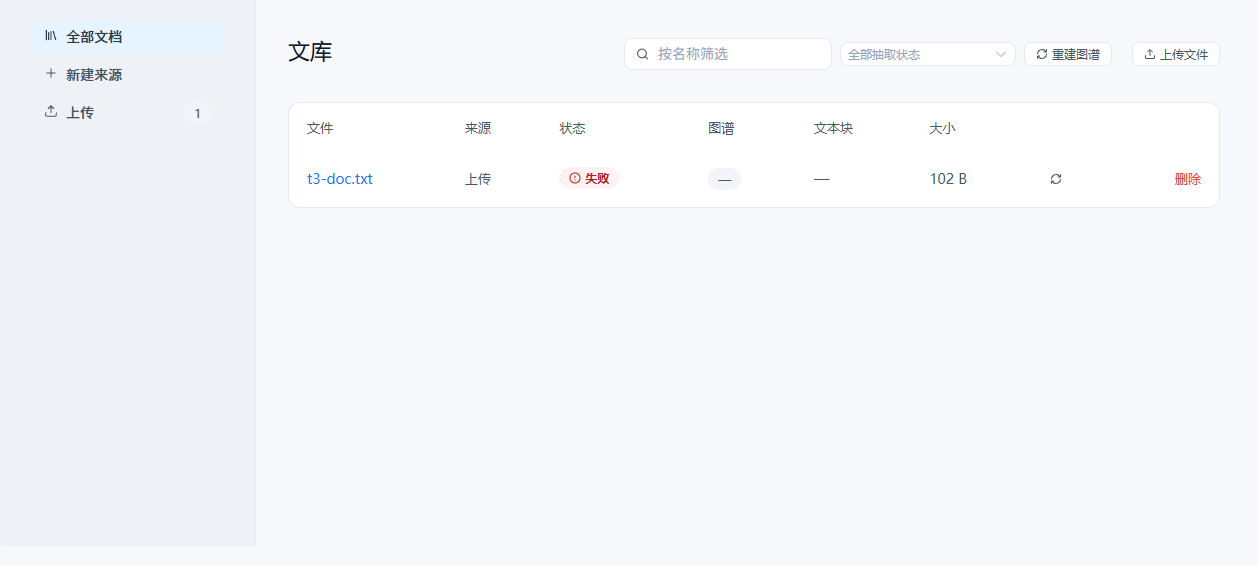 全部文档
新建来源
上传 1
文库
按名称筛选
全部抽取状态
重建图谱
上传文件
文件 来源 状态 图谱 文本块 大小
t3-doc.txt 上传 失败 — — 102 B 删除